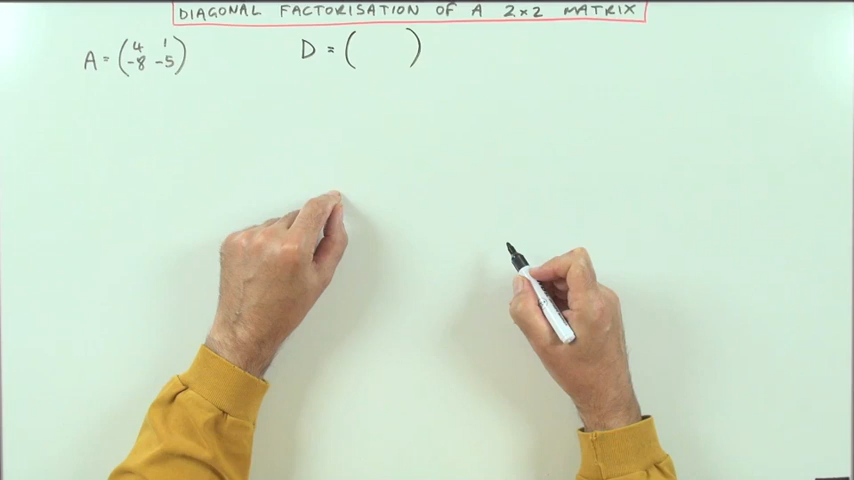 DIAGONAL FACTORISATION OF A 2×2 MATRIX
A = ( 4 1 ) D = ( )
-8 -5